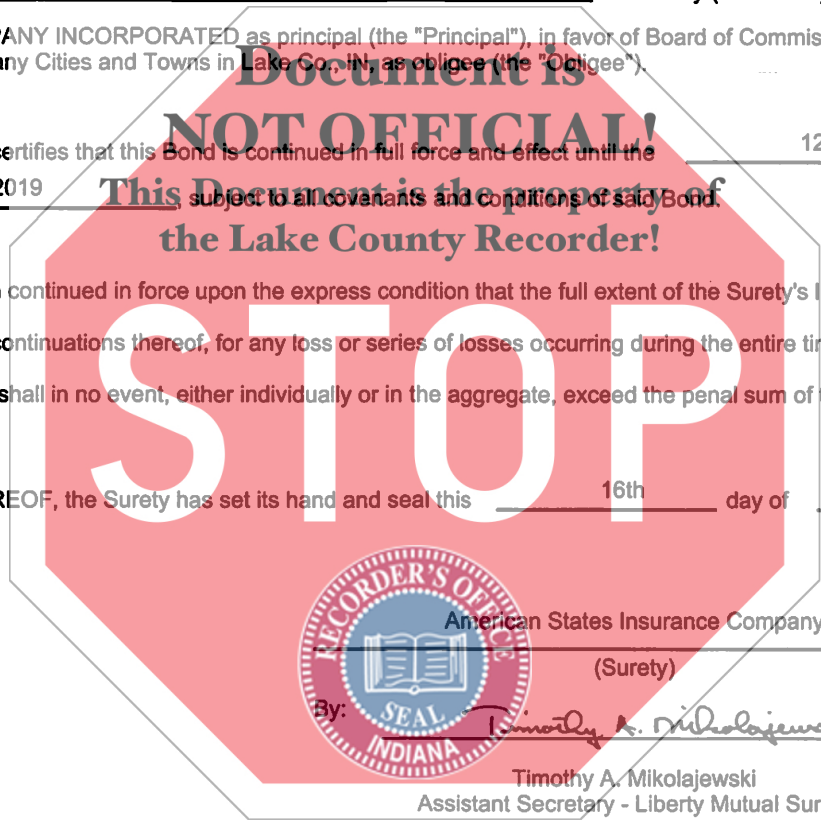 PANY INCORPORATED as principal (the "Principal"), in favor of Board of Commis
any Cities and Towns in Lake Co., IN, as obligee (the "Obligee").
Document is
NOT OFFICIAL!
This Document is the property of
the Lake County Recorder!
certifies that this Bond is continued in full force and effect until the 12
2019, subject to all covenants and conditions of said Bond.
continued in force upon the express condition that the full extent of the Surety's l
continuations thereof, for any loss or series of losses occurring during the entire tim
shall in no event, either individually or in the aggregate, exceed the penal sum of t
STOP
REOF, the Surety has set its hand and seal this 16th day of
RECORDER'S OFFICE
SEAL
INDIANA
American States Insurance Company
(Surety)
By: Timothy A. Mikolajews
Timothy A. Mikolajewski
Assistant Secretary - Liberty Mutual Sur